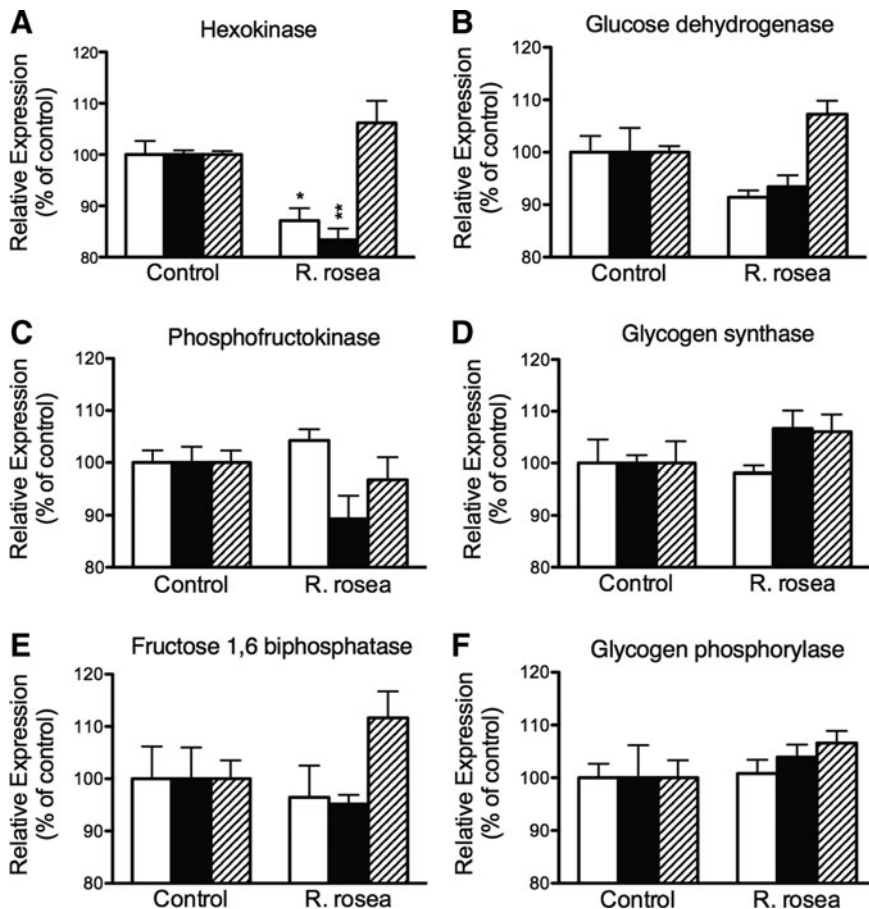 A
Hexokinase
Relative Expression
(% of control)
120
110
100
90
80
*
**
Control
R. rosea
B
Glucose dehydrogenase
Relative Expression
(% of control)
120
110
100
90
80
Control
R. rosea
C
Phosphofructokinase
Relative Expression
(% of control)
120
110
100
90
80
Control
R. rosea
D
Glycogen synthase
Relative Expression
(% of control)
120
110
100
90
80
Control
R. rosea
E
Fructose 1,6 biphosphatase
Relative Expression
(% of control)
120
110
100
90
80
Control
R. rosea
F
Glycogen phosphorylase
Relative Expression
(% of control)
120
110
100
90
80
Control
R. rosea